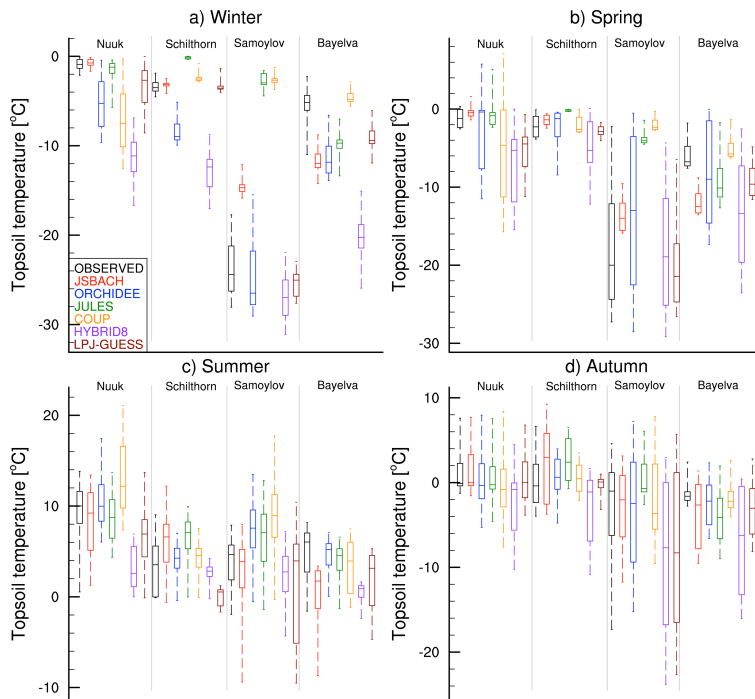 a) Winter
Nuuk Schilthorn Samoylov Bayelva
Topsoil temperature [°C]
0
-10
-20
-30
OBSERVED
JSBACH
ORCHIDEE
JULES
COUP
HYBRID8
LPJ-GUESS
b) Spring
Nuuk Schilthorn Samoylov Bayelva
Topsoil temperature [°C]
10
0
-10
-20
-30
c) Summer
Nuuk Schilthorn Samoylov Bayelva
Topsoil temperature [°C]
20
10
0
-10
d) Autumn
Nuuk Schilthorn Samoylov Bayelva
Topsoil temperature [°C]
10
0
-10
-20